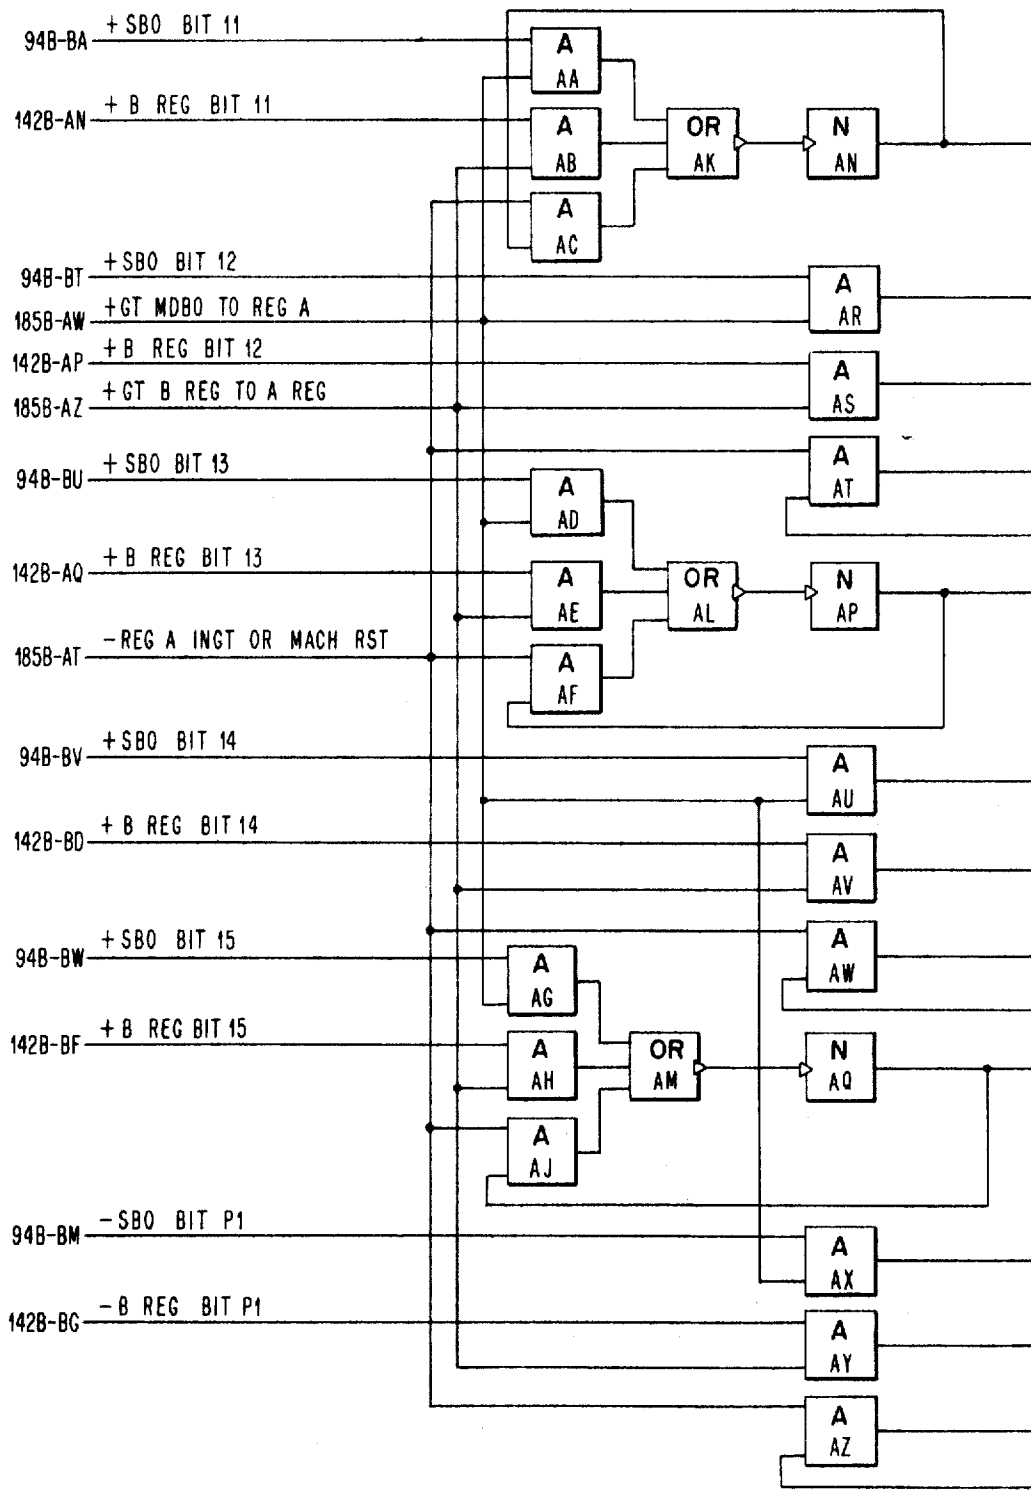 94B-BA + SBO BIT 11
A
AA
142B-AN + B REG BIT 11
A
AB
OR
AK
N
AN
A
AC
94B-BT + SBO BIT 12
A
AR
185B-AW + GT MDBO TO REG A
142B-AP + B REG BIT 12
A
AS
185B-AZ + GT B REG TO A REG
A
AT
94B-BU + SBO BIT 13
A
AD
142B-AQ + B REG BIT 13
A
AE
OR
AL
N
AP
185B-AT - REG A INGT OR MACH RST
A
AF
94B-BV + SBO BIT 14
A
AU
142B-BD + B REG BIT 14
A
AV
94B-BW + SBO BIT 15
A
AW
A
AG
142B-BF + B REG BIT 15
A
AH
OR
AM
N
AQ
A
AJ
94B-BM - SBO BIT P1
A
AX
142B-BG - B REG BIT P1
A
AY
A
AZ